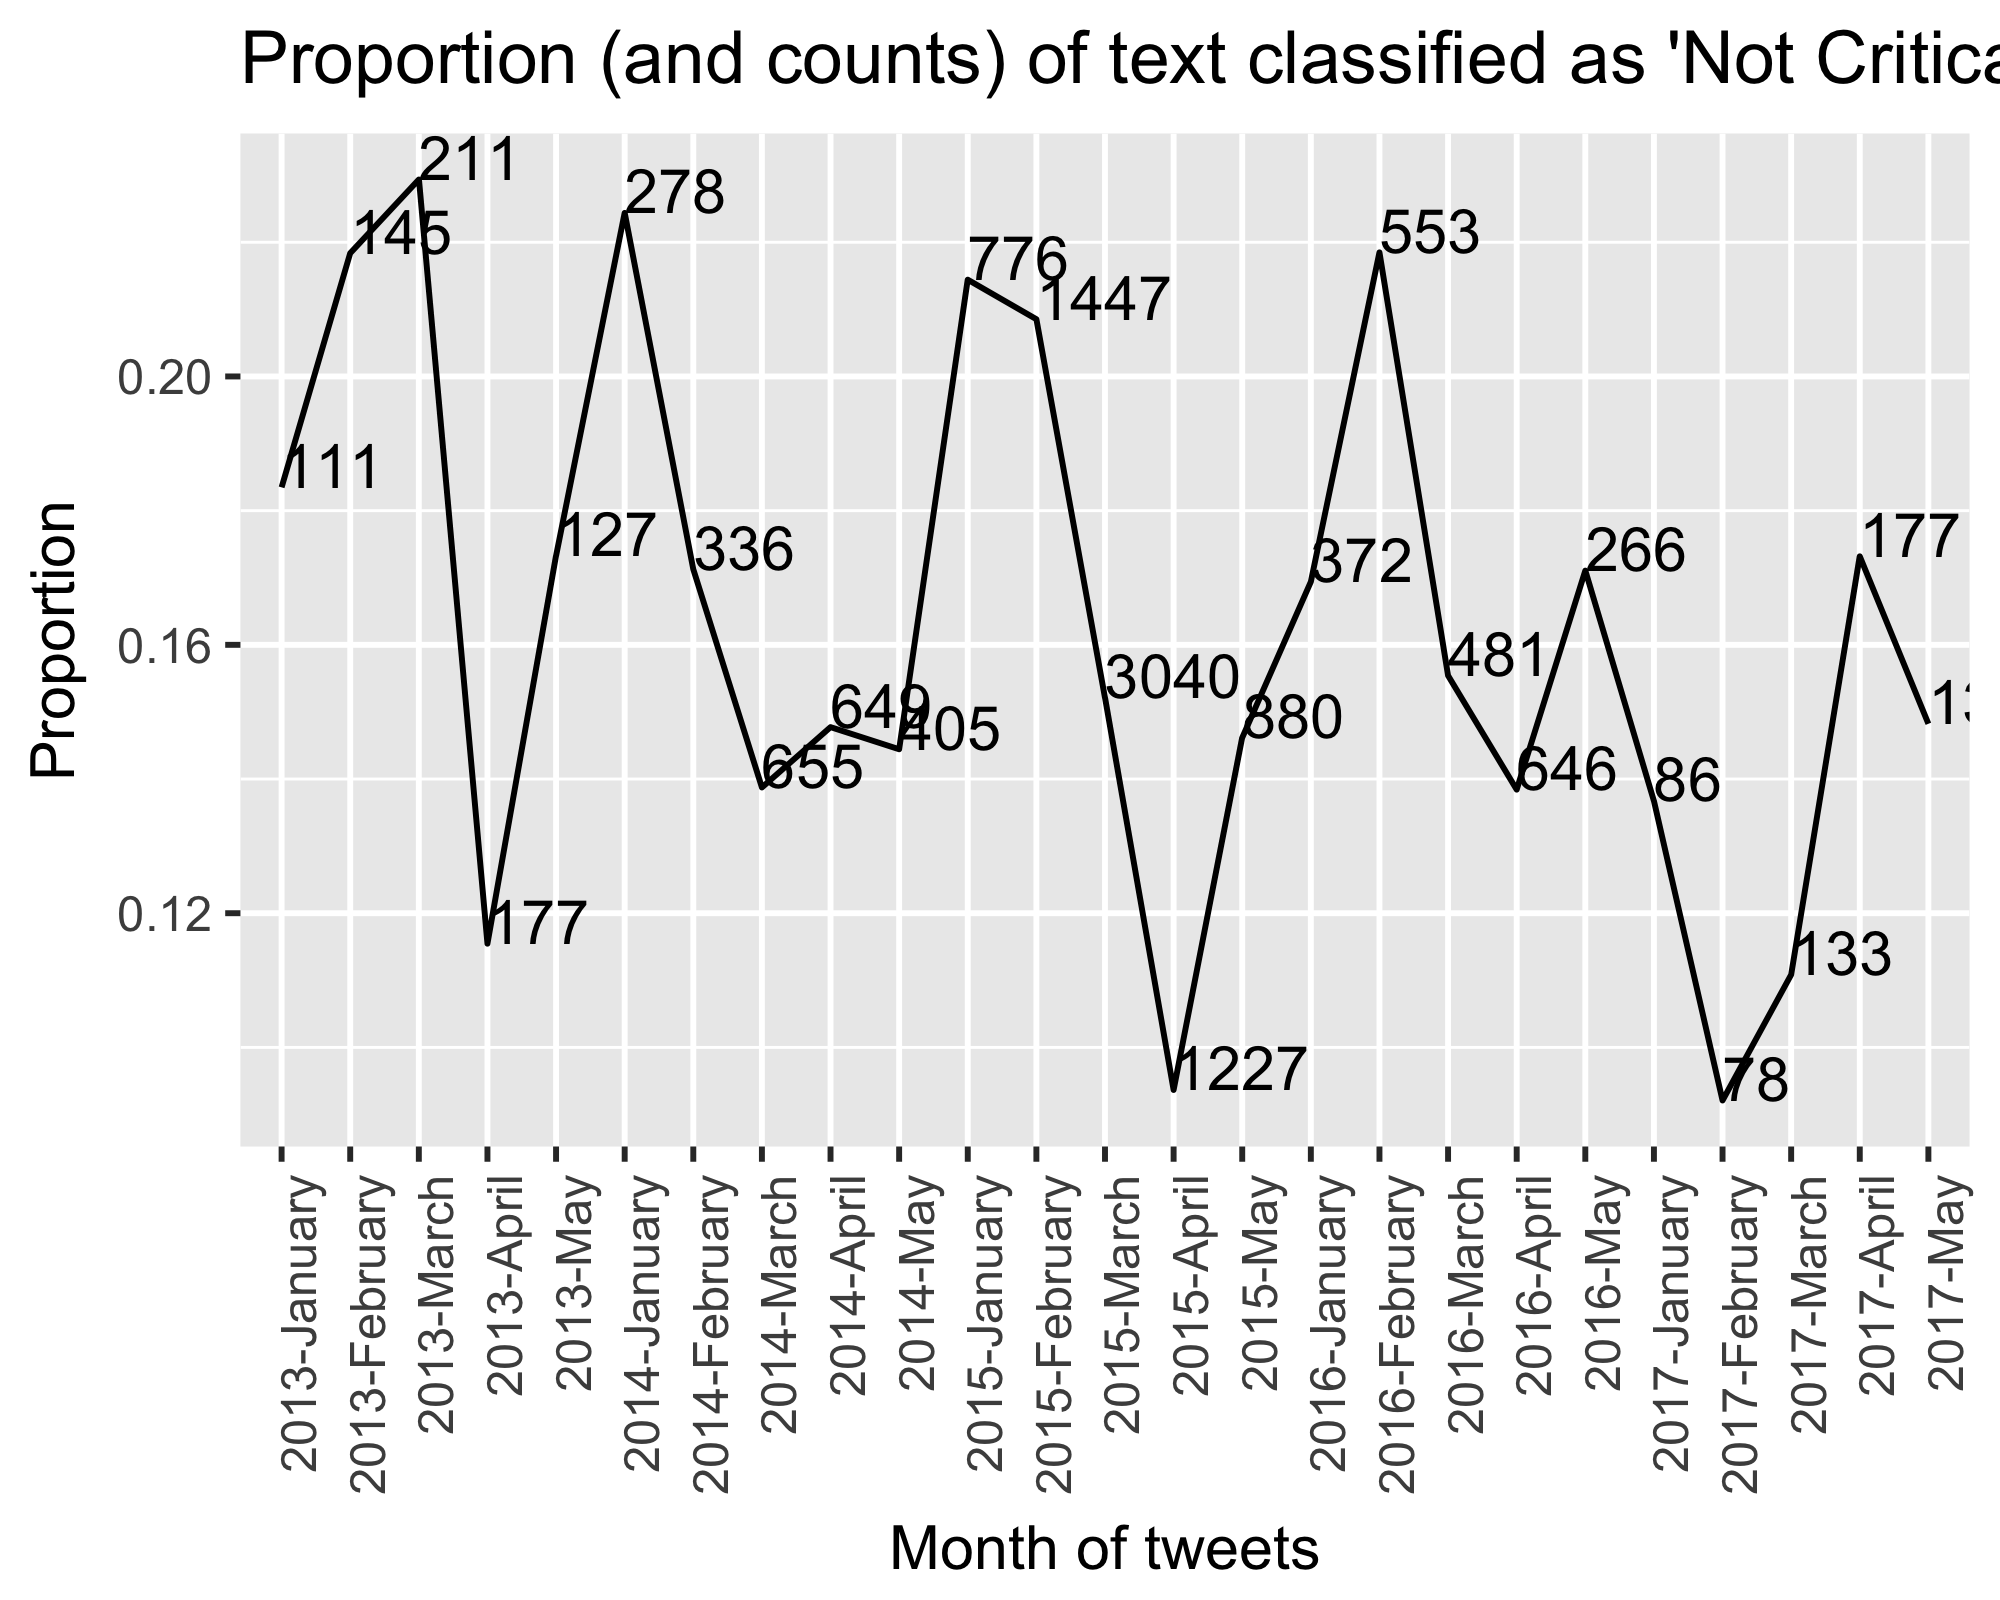 Proportion (and counts) of text classified as 'Not Critica
211
278
145
553
776
1447
0.20
111
127
336
372
266
177
Proportion
0.16
481
3040
649
405
880
13
655
646
86
0.12
177
133
1227
78
2013-January
2013-February
2013-March
2013-April
2013-May
2014-January
2014-February
2014-March
2014-April
2014-May
2015-January
2015-February
2015-March
2015-April
2015-May
2016-January
2016-February
2016-March
2016-April
2016-May
2017-January
2017-February
2017-March
2017-April
2017-May
Month of tweets